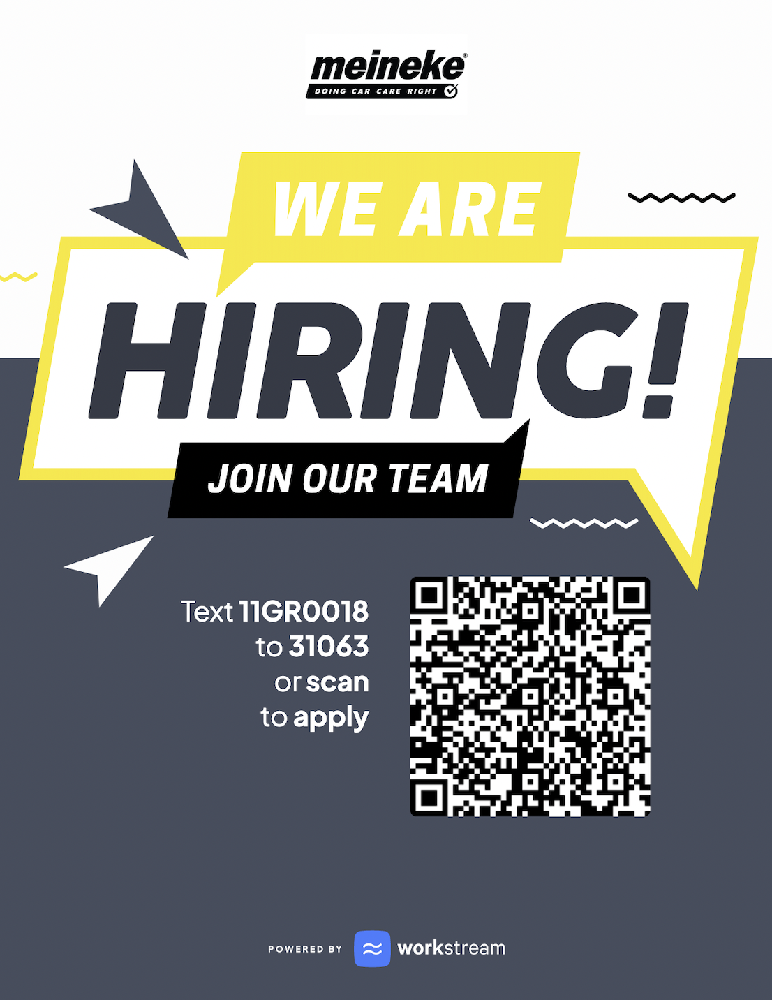 meineke®
DOING CAR CARE RIGHT
WE ARE
HIRING!
JOIN OUR TEAM
Text 11GR0018
to 31063
or scan
to apply
POWERED BY workstream